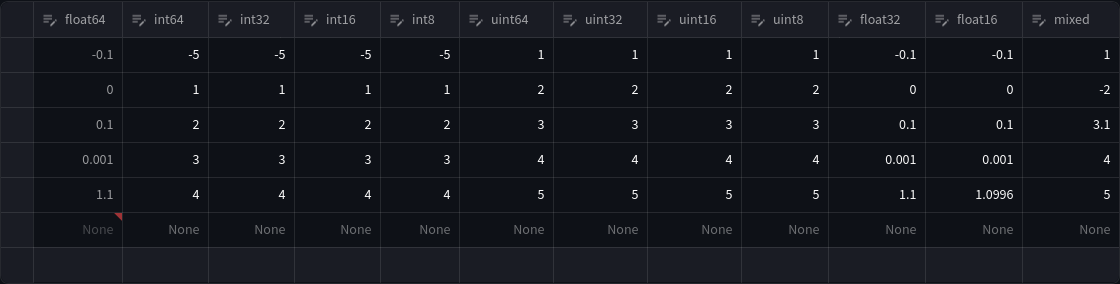 float64 int64 int32 int16 int8 uint64 uint32 uint16 uint8 float32 float16 mixed
-0.1 -5 -5 -5 -5 1 1 1 1 -0.1 -0.1 1
0 1 1 1 1 2 2 2 2 0 0 -2
0.1 2 2 2 2 3 3 3 3 0.1 0.1 3.1
0.001 3 3 3 3 4 4 4 4 0.001 0.001 4
1.1 4 4 4 4 5 5 5 5 1.1 1.0996 5
None None None None None None None None None None None None